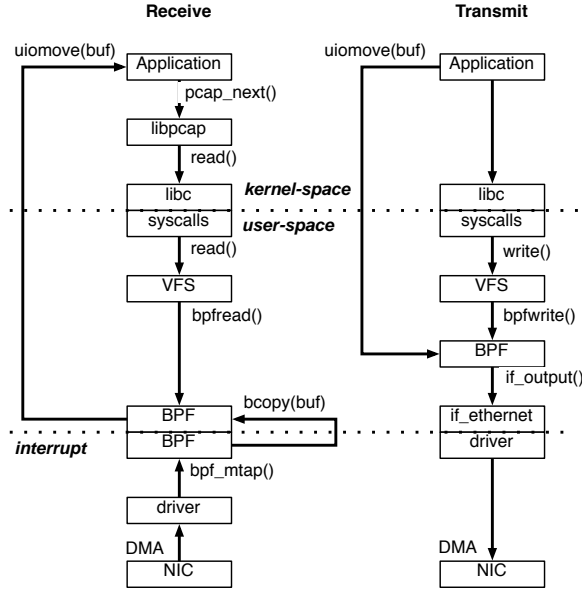 Receive
Transmit
uiomove(buf)
uiomove(buf)
Application
Application
pcap_next()
libpcap
read()
libc
kernel-space
libc
syscalls
user-space
syscalls
read()
write()
VFS
VFS
bpfread()
bpfwrite()
BPF
if_output()
bcopy(buf)
BPF
if_ethernet
interrupt
BPF
driver
bpf_mtap()
driver
DMA
DMA
NIC
NIC